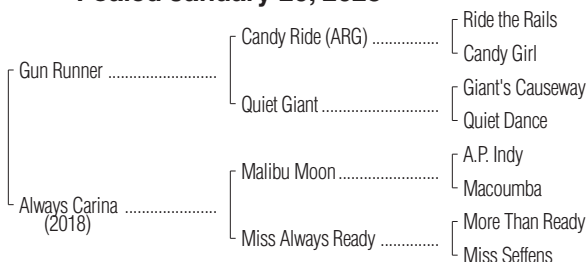 Foaled January 26, 2023
Ride the Rails
Candy Ride (ARG) ..................
Candy Girl
Gun Runner .............................
Giant's Causeway
Quiet Giant ................................
Quiet Dance
A.P. Indy
Malibu Moon ...........................
Macoumba
Always Carina ........................
(2018)
More Than Ready
Miss Always Ready ................
Miss Seffens